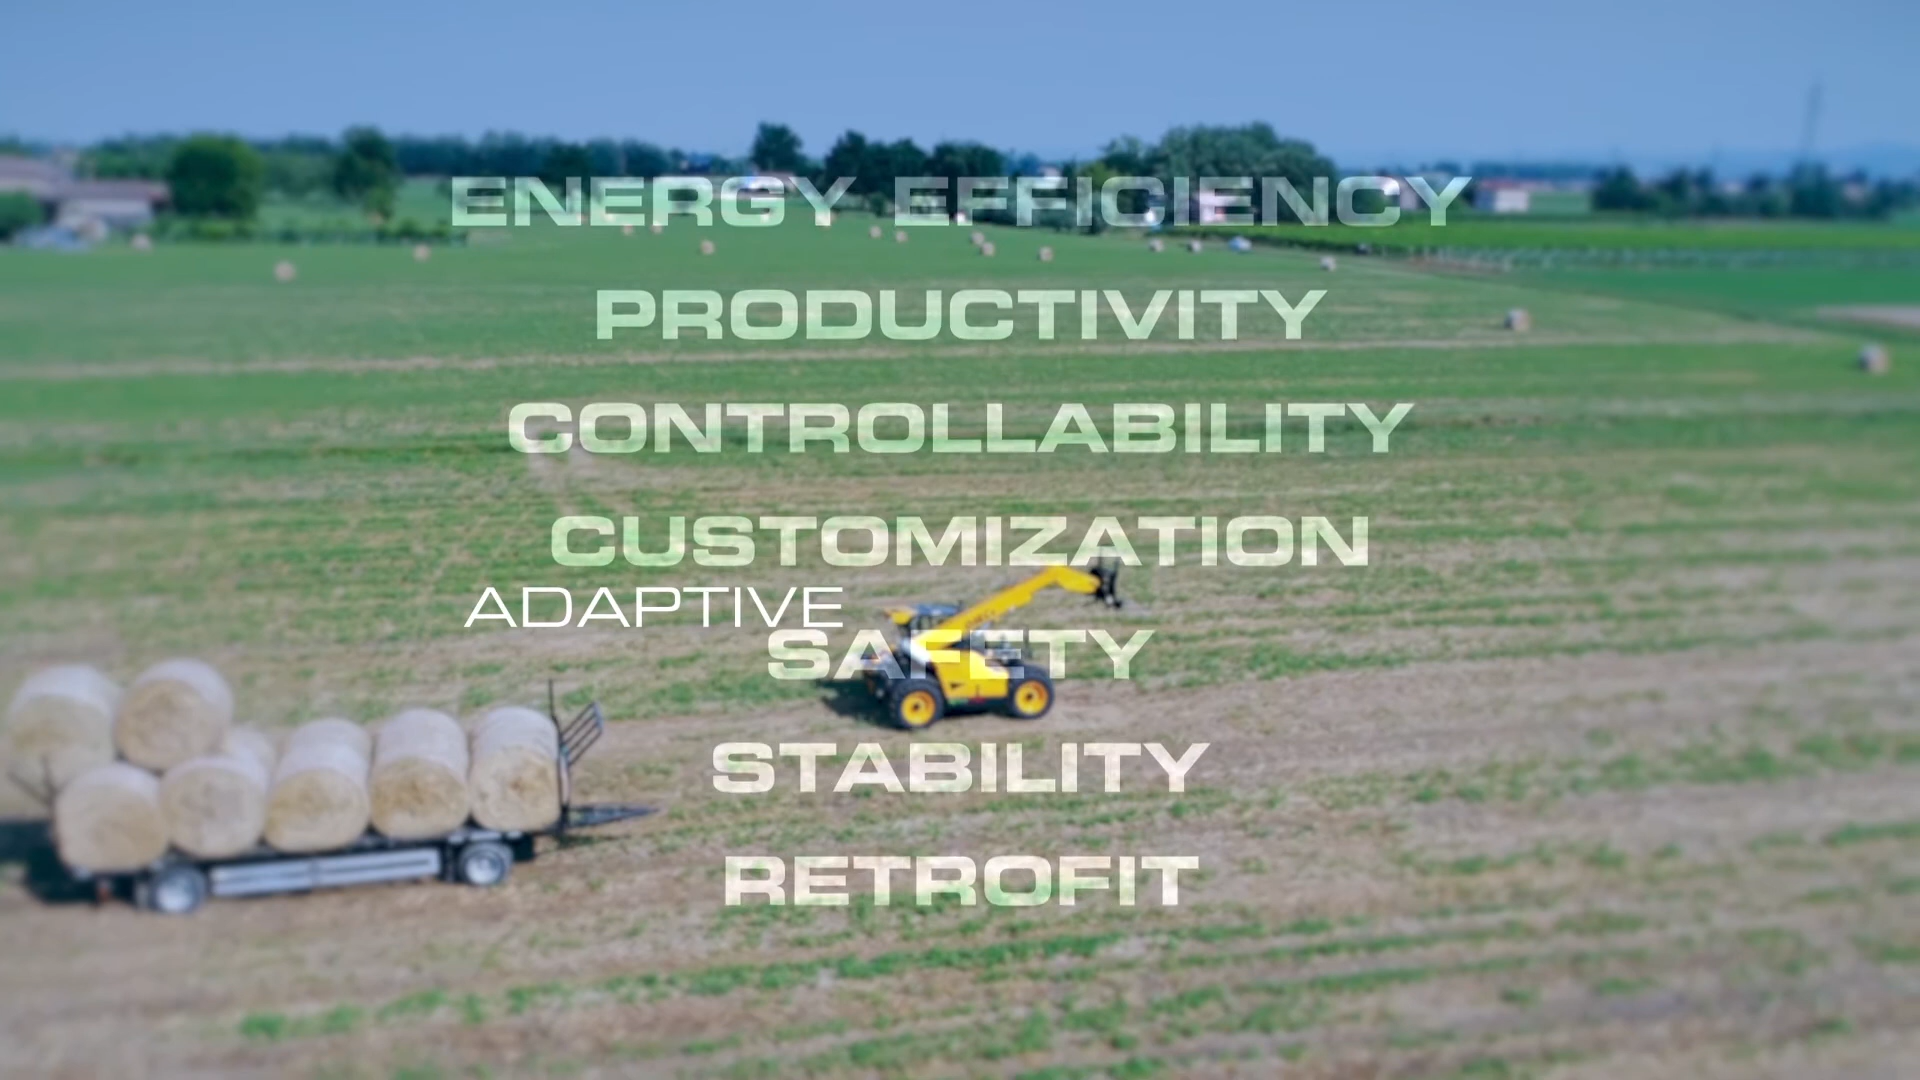 ENERGY EFFICIENCY
PRODUCTIVITY
CONTROLLABILITY
CUSTOMIZATION
ADAPTIVE
SAFETY
STABILITY
RETROFIT